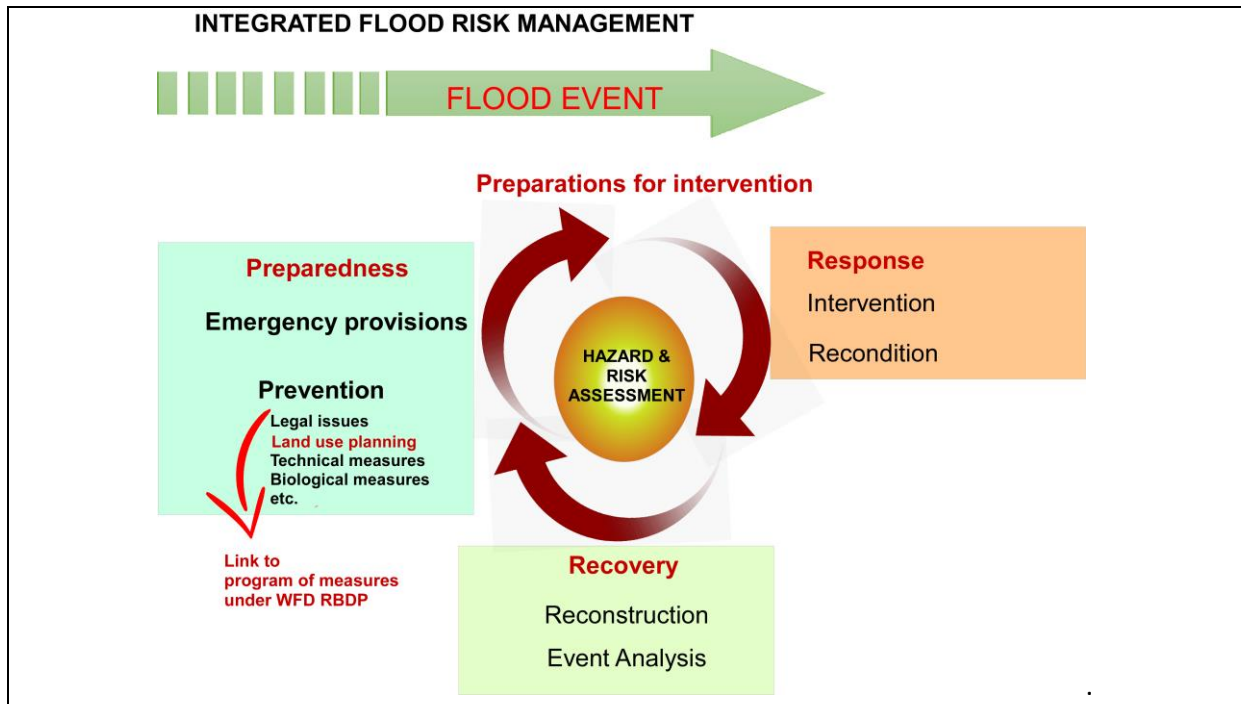 INTEGRATED FLOOD RISK MANAGEMENT
FLOOD EVENT
Preparations for intervention
Preparedness
Emergency provisions
Prevention
Legal issues
Land use planning
Technical measures
Biological measures
etc.
Link to
program of measures
under WFD RBDP
HAZARD &
RISK
ASSESSMENT
Response
Intervention
Recondition
Recovery
Reconstruction
Event Analysis
.